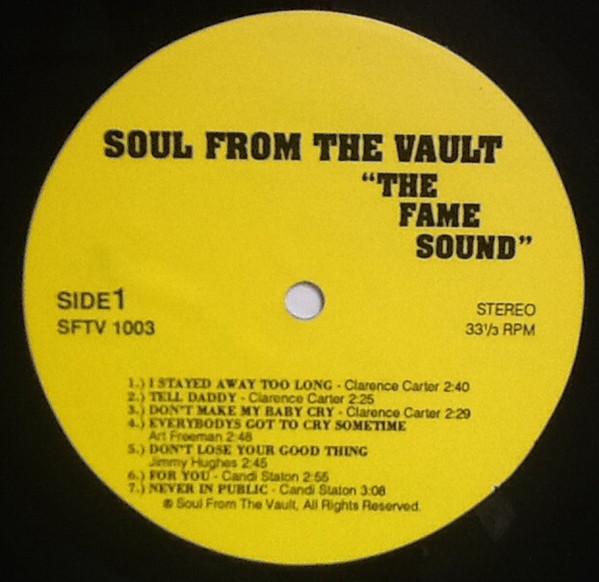 SOUL FROM THE VAULT
"THE
FAME
SOUND"
SIDE 1
SFTV 1003
STEREO
33⅓ RPM
1.) I STAYED AWAY TOO LONG - Clarence Carter 2:40
2.) TELL DADDY - Clarence Carter 2:25
3.) DON'T MAKE MY BABY CRY - Clarence Carter 2:29
4.) EVERYBODYS GOT TO CRY SOMETIME
Art Freeman 2:48
5.) DON'T LOSE YOUR GOOD THING
Jimmy Hughes 2:45
6.) FOR YOU - Candi Staton 2:55
7.) NEVER IN PUBLIC - Candi Staton 3:08
℗ Soul From The Vault, All Rights Reserved.